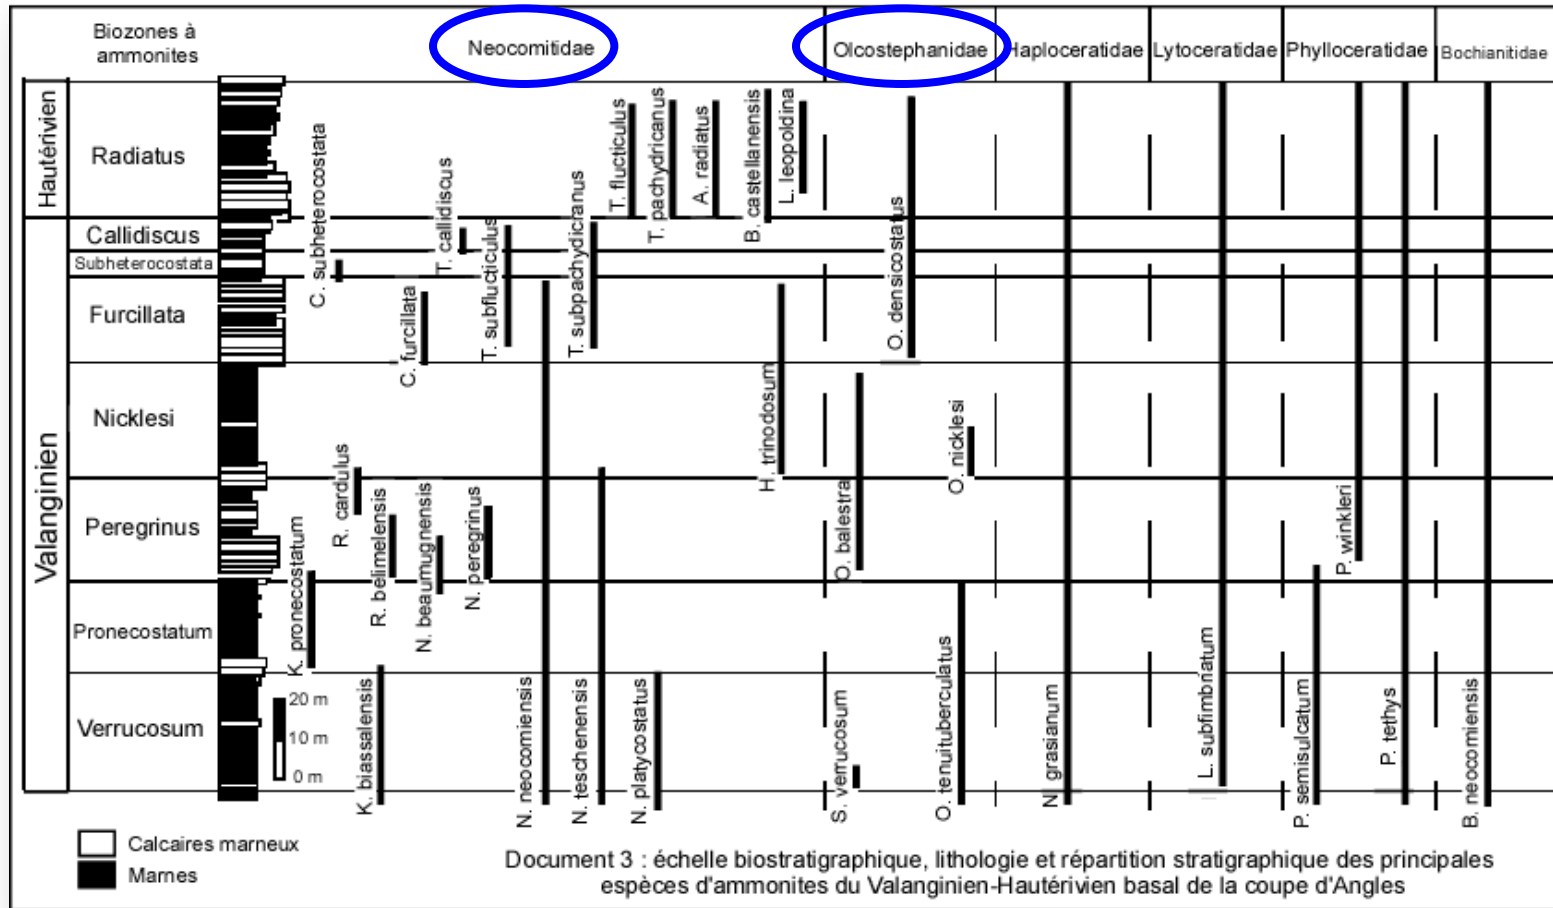 Biozones à
ammonites
Neocomitidae
Olcostephanidae
Haploceratidae
Lytoceratidae
Phylloceratidae
Bochianitidae
Hautérivien
Valanginien
Radiatus
Callidiscus
Subheterocostata
Furcillata
Nicklesi
Peregrinus
Pronecostatum
Verrucosum
K. pronecostatum
C. subheterocostata
R. cardulus
K. biassalensis
R. belimelensis
C. furcillata
N. beaumugnensis
T. callidiscus
N. peregrinus
T. subflucticulus
N. neocomiensis
T. subpachydicranus
N. teschenensis
T. flucticulus
N. platycostatus
T. pachydricanus
A. radiatus
B. castellanensis
H. trinodosum
L. leopoldina
S. verrucosum
O. balestra
O. densicostatus
O. tenuituberculatus
O. nicklesi
N. grasianum
L. subfimbriatum
P. semisulcatum
P. winkleri
P. tethys
B. neocomiensis
20 m
10 m
0 m
Calcaires marneux
Marnes
Document 3 : échelle biostratigraphique, lithologie et répartition stratigraphique des principales
espèces d'ammonites du Valanginien-Hautérivien basal de la coupe d'Angles